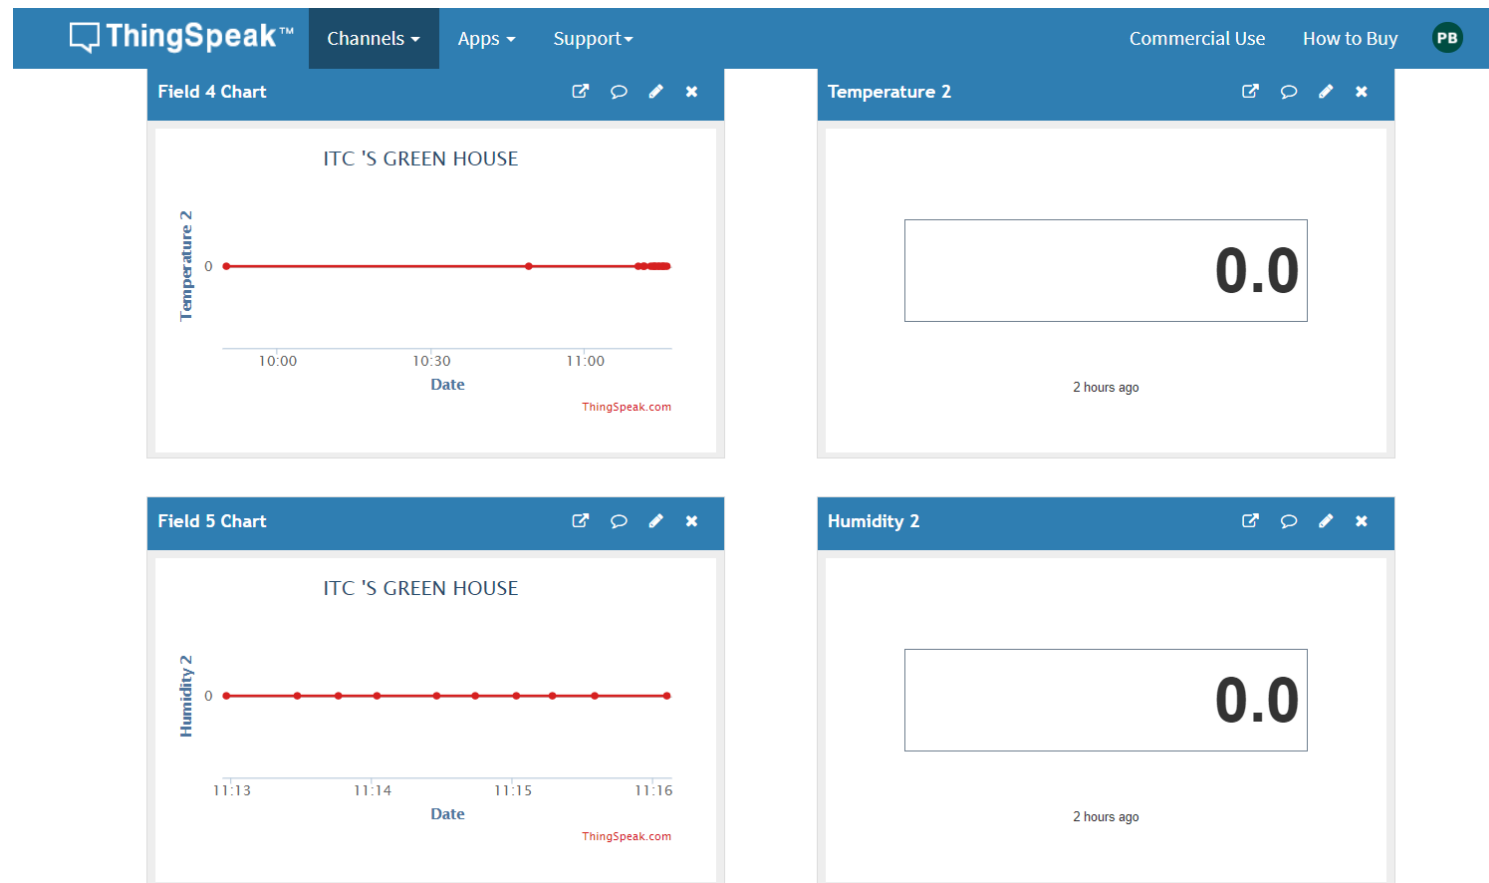 ThingSpeak™ Channels Apps Support Commercial Use How to Buy PB
Field 4 Chart
ITC 'S GREEN HOUSE
Temperature 2
0
10:00 10:30 11:00
Date
ThingSpeak.com
Temperature 2
0.0
2 hours ago
Field 5 Chart
ITC 'S GREEN HOUSE
Humidity 2
0
11:13 11:14 11:15 11:16
Date
ThingSpeak.com
Humidity 2
0.0
2 hours ago